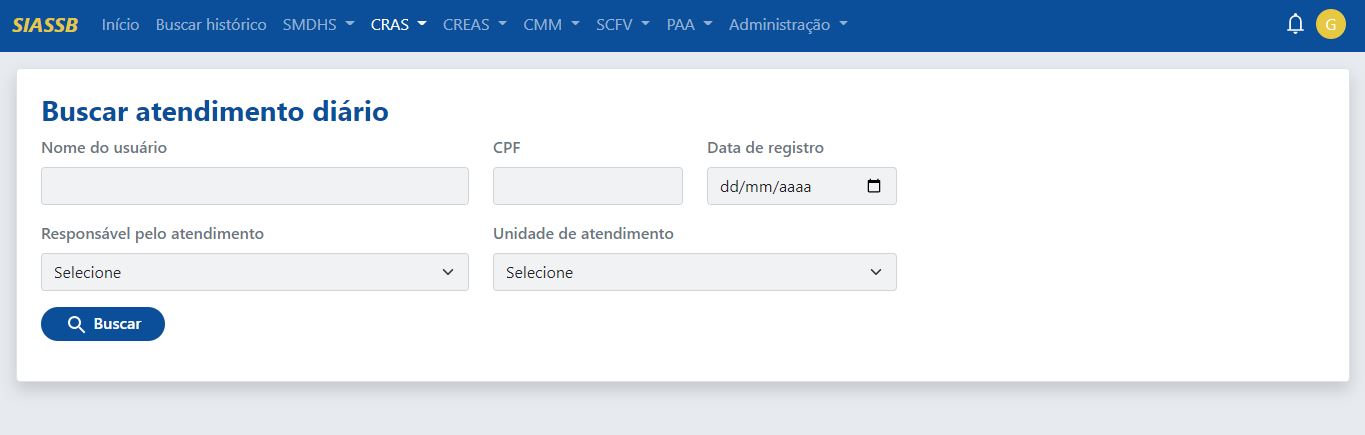 SIASSB Início Buscar histórico SMDHS CRAS CREAS CMM SCFV PAA Administração G
Buscar atendimento diário
Nome do usuário CPF Data de registro
dd/mm/aaaa
Responsável pelo atendimento Unidade de atendimento
Selecione Selecione
Buscar